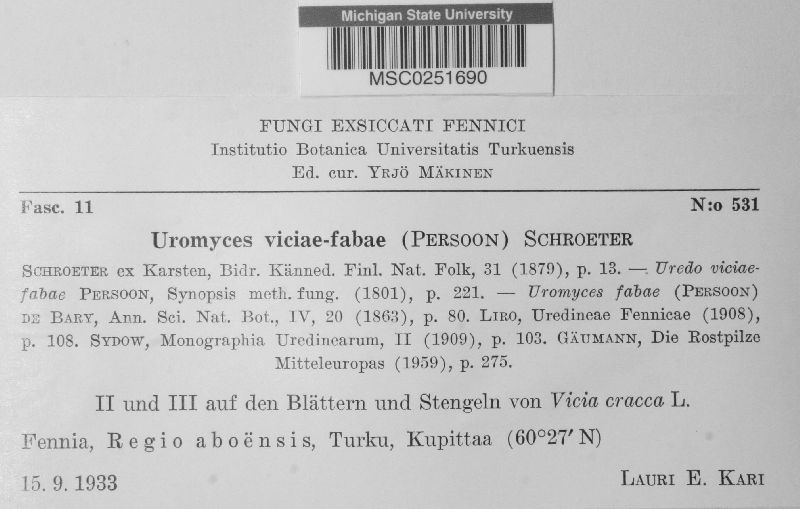 Michigan State University
MSC0251690
FUNGI EXSICCATI FENNICI
Institutio Botanica Universitatis Turkuensis
Ed. cur. YRJÖ MÄKINEN
Fasc. 11 N:o 531
Uromyces viciae-fabae (PERSOON) SCHROETER
SCHROETER ex Karsten, Bidr. Känned. Finl. Nat. Folk, 31 (1879), p. 13. — Uredo viciae-
fabae PERSOON, Synopsis meth. fung. (1801), p. 221. — Uromyces fabae (PERSOON)
DE BARY, Ann. Sci. Nat. Bot., IV, 20 (1863), p. 80. LIRO, Uredineae Fennicae (1908),
p. 108. SYDOW, Monographia Uredinearum, II (1909), p. 103. GÄUMANN, Die Rostpilze
Mitteleuropas (1959), p. 275.
II und III auf den Blättern und Stengeln von Vicia cracca L.
Fennia, Regio aboënsis, Turku, Kupittaa (60°27′ N)
15. 9. 1933 LAURI E. KARI